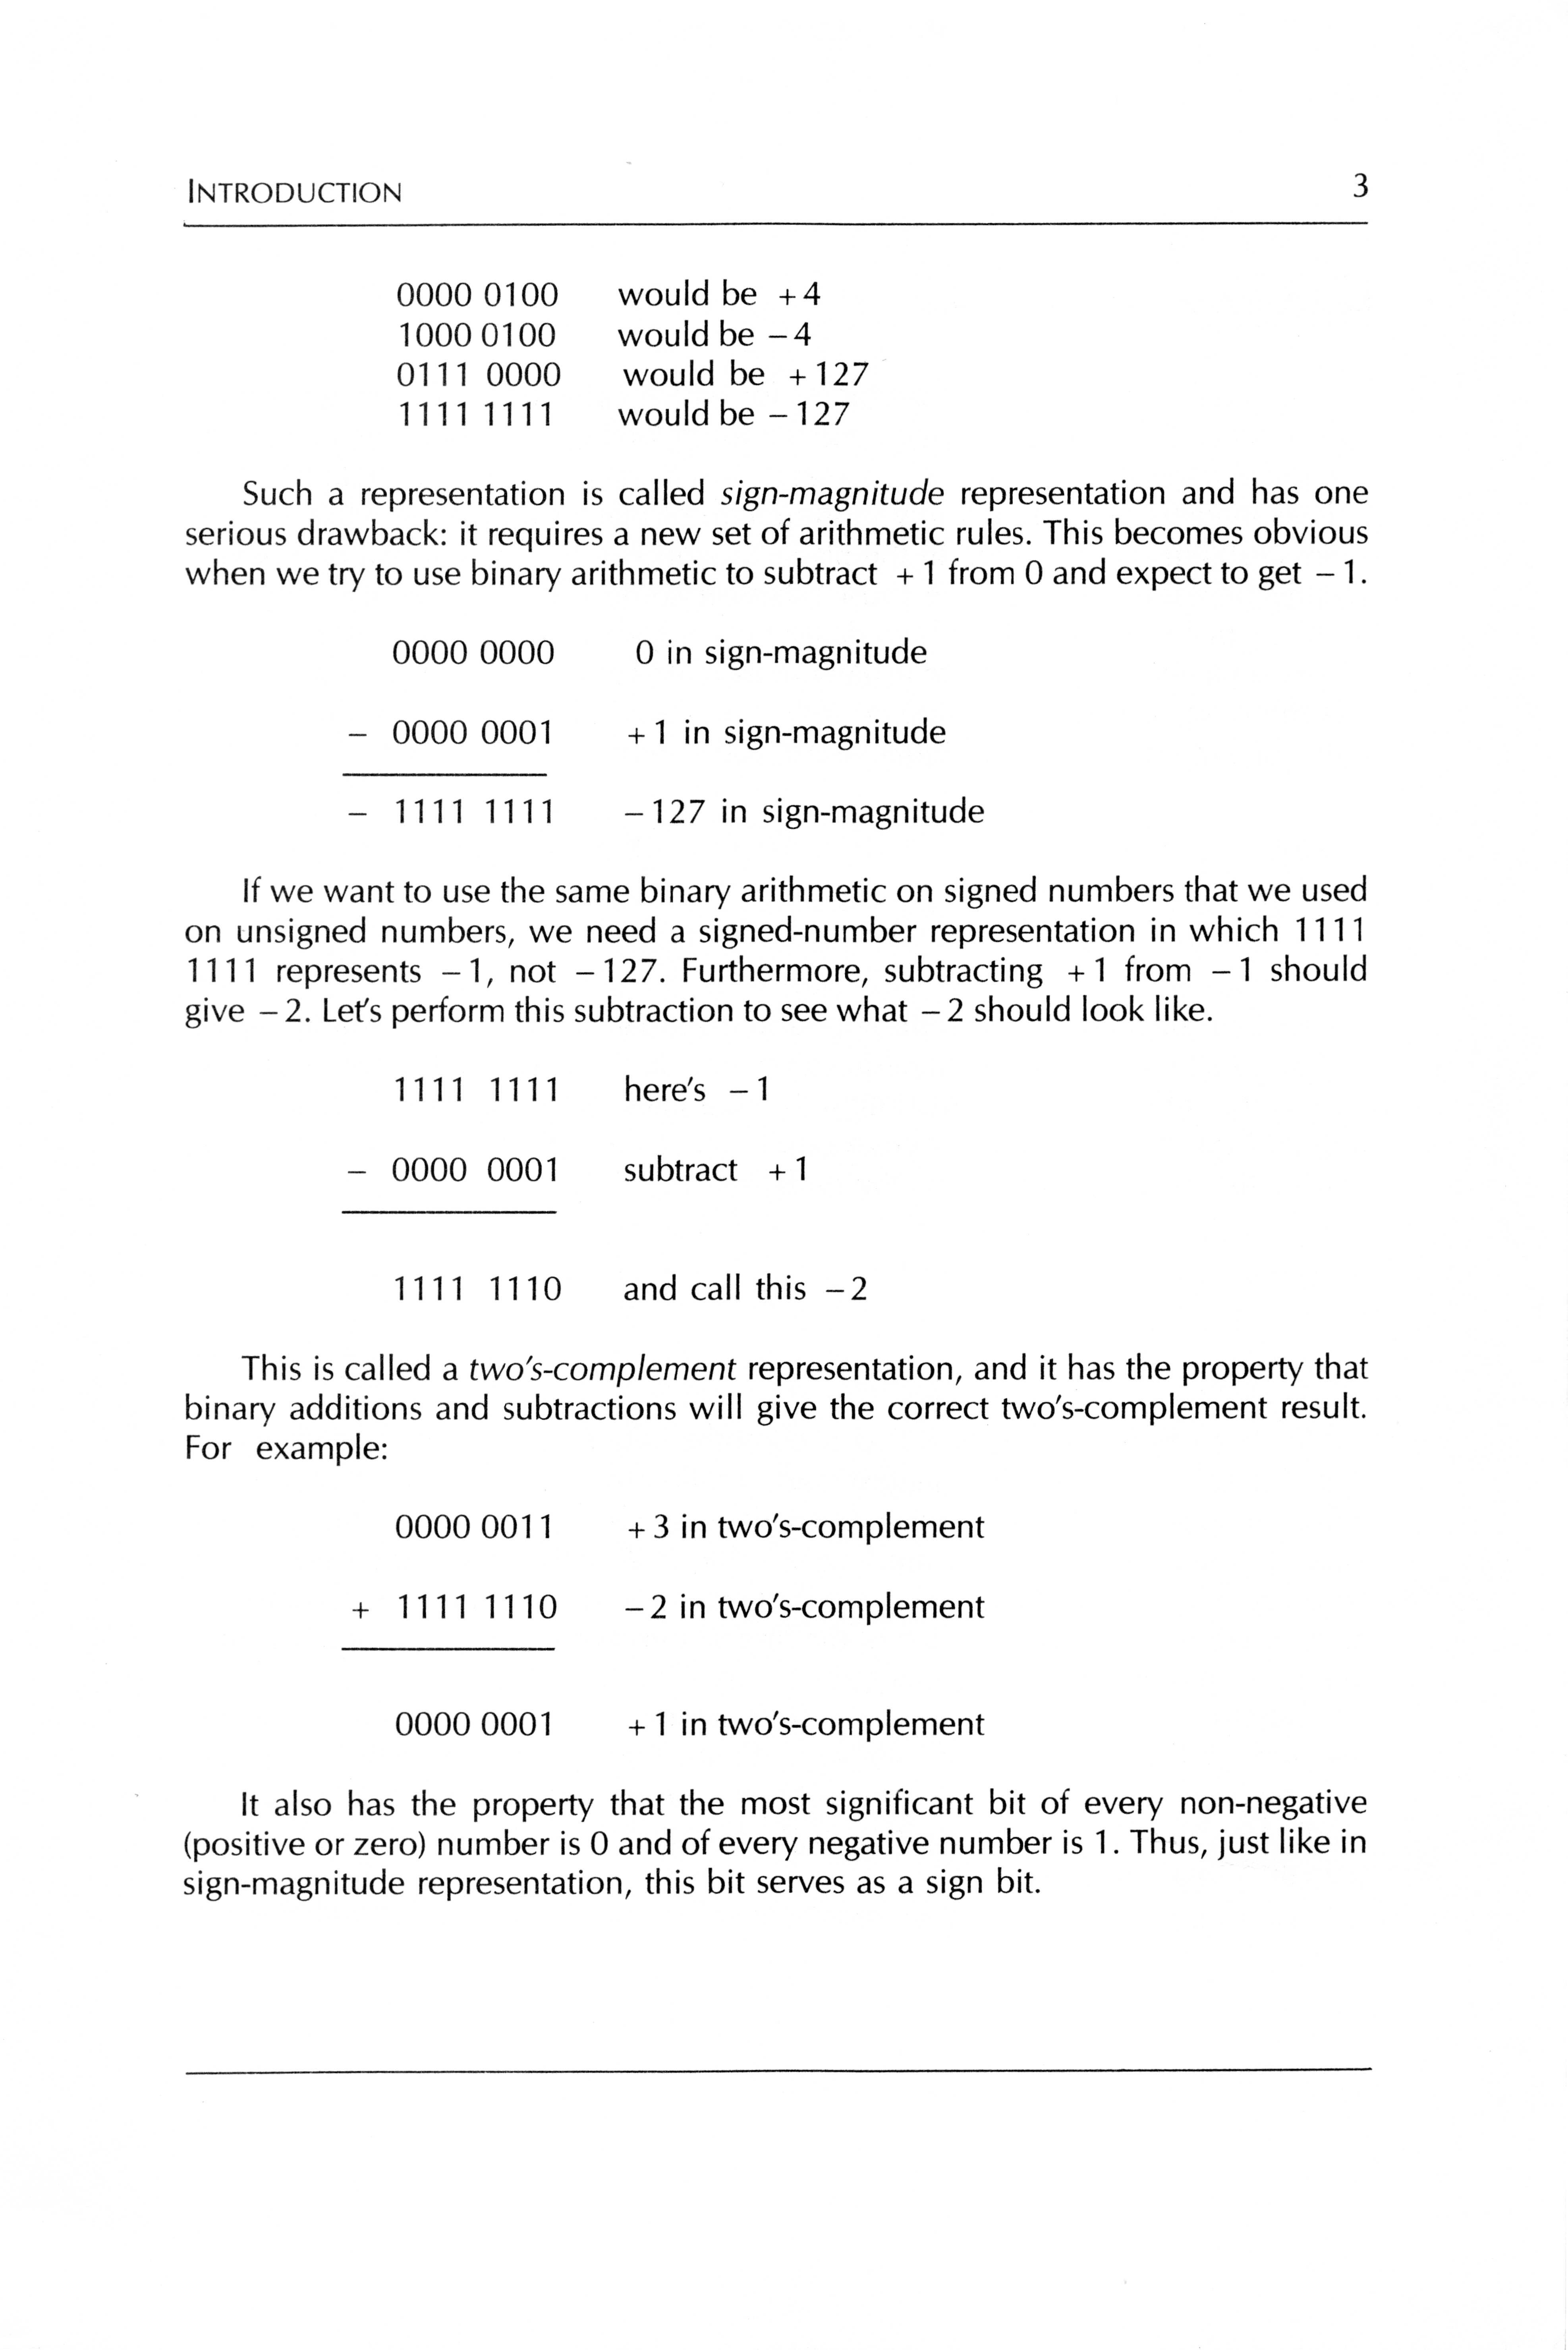 INTRODUCTION 3
0000 0100 would be +4
1000 0100 would be −4
0111 0000 would be +127
1111 1111 would be −127
Such a representation is called sign-magnitude representation and has one
serious drawback: it requires a new set of arithmetic rules. This becomes obvious
when we try to use binary arithmetic to subtract +1 from 0 and expect to get −1.
0000 0000 0 in sign-magnitude
− 0000 0001 +1 in sign-magnitude
− 1111 1111 −127 in sign-magnitude
If we want to use the same binary arithmetic on signed numbers that we used
on unsigned numbers, we need a signed-number representation in which 1111
1111 represents −1, not −127. Furthermore, subtracting +1 from −1 should
give −2. Let's perform this subtraction to see what −2 should look like.
1111 1111 here's −1
− 0000 0001 subtract +1
1111 1110 and call this −2
This is called a two's-complement representation, and it has the property that
binary additions and subtractions will give the correct two's-complement result.
For example:
0000 0011 +3 in two's-complement
+ 1111 1110 −2 in two's-complement
0000 0001 +1 in two's-complement
It also has the property that the most significant bit of every non-negative
(positive or zero) number is 0 and of every negative number is 1. Thus, just like in
sign-magnitude representation, this bit serves as a sign bit.